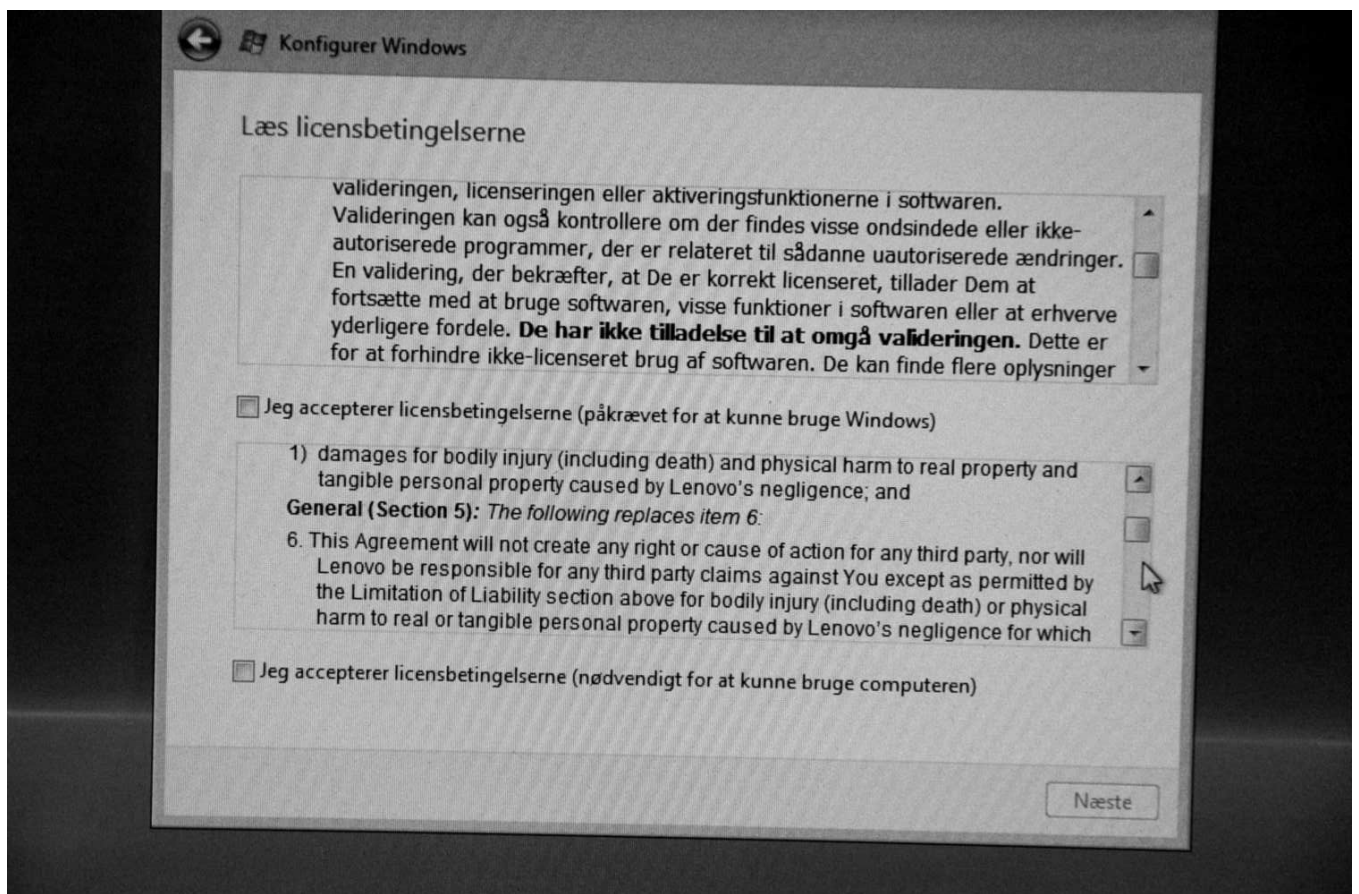 Konfigurer Windows
Læs licensbetingelserne
valideringen, licenseringen eller aktiveringsfunktionerne i softwaren.
Valideringen kan også kontrollere om der findes visse ondsindede eller ikke-
autoriserede programmer, der er relateret til sådanne uautoriserede ændringer.
En validering, der bekræfter, at De er korrekt licenseret, tillader Dem at
fortsætte med at bruge softwaren, visse funktioner i softwaren eller at erhverve
yderligere fordele. De har ikke tilladelse til at omgå valideringen. Dette er
for at forhindre ikke-licenseret brug af softwaren. De kan finde flere oplysninger
Jeg accepterer licensbetingelserne (påkrævet for at kunne bruge Windows)
1) damages for bodily injury (including death) and physical harm to real property and
tangible personal property caused by Lenovo's negligence; and
General (Section 5): The following replaces item 6:
6. This Agreement will not create any right or cause of action for any third party, nor will
Lenovo be responsible for any third party claims against You except as permitted by
the Limitation of Liability section above for bodily injury (including death) or physical
harm to real or tangible personal property caused by Lenovo's negligence for which
Jeg accepterer licensbetingelserne (nødvendigt for at kunne bruge computeren)
Næste